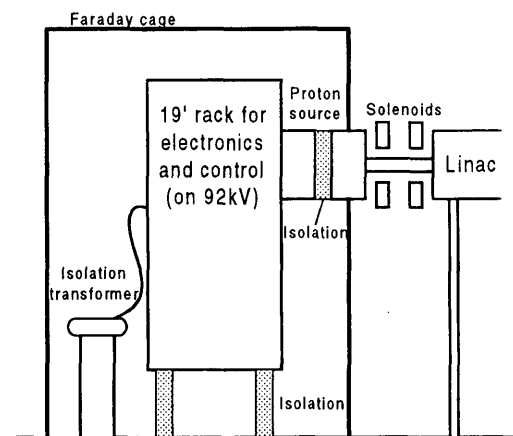 Faraday cage
Proton
source
Solenoids
19' rack for
electronics
and control
(on 92kV)
Linac
Isolation
Isolation
transformer
Isolation